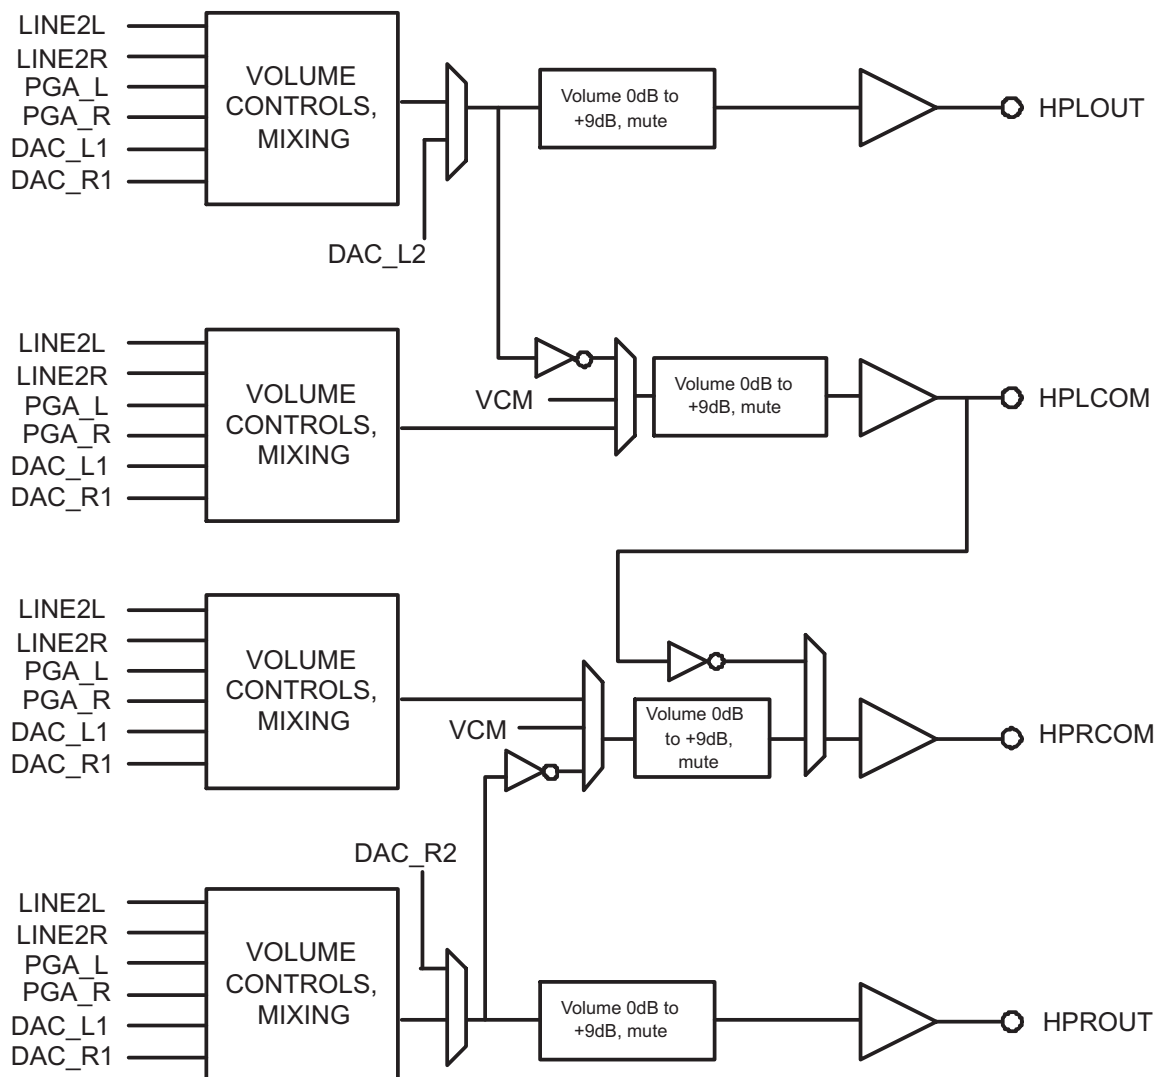 LINE2L
LINE2R
PGA_L
PGA_R
DAC_L1
DAC_R1
VOLUME
CONTROLS,
MIXING
DAC_L2
Volume 0dB to
+9dB, mute
HPLOUT
LINE2L
LINE2R
PGA_L
PGA_R
DAC_L1
DAC_R1
VOLUME
CONTROLS,
MIXING
VCM
Volume 0dB to
+9dB, mute
HPLCOM
LINE2L
LINE2R
PGA_L
PGA_R
DAC_L1
DAC_R1
VOLUME
CONTROLS,
MIXING
VCM
Volume 0dB
to +9dB,
mute
HPRCOM
DAC_R2
LINE2L
LINE2R
PGA_L
PGA_R
DAC_L1
DAC_R1
VOLUME
CONTROLS,
MIXING
Volume 0dB to
+9dB, mute
HPROUT